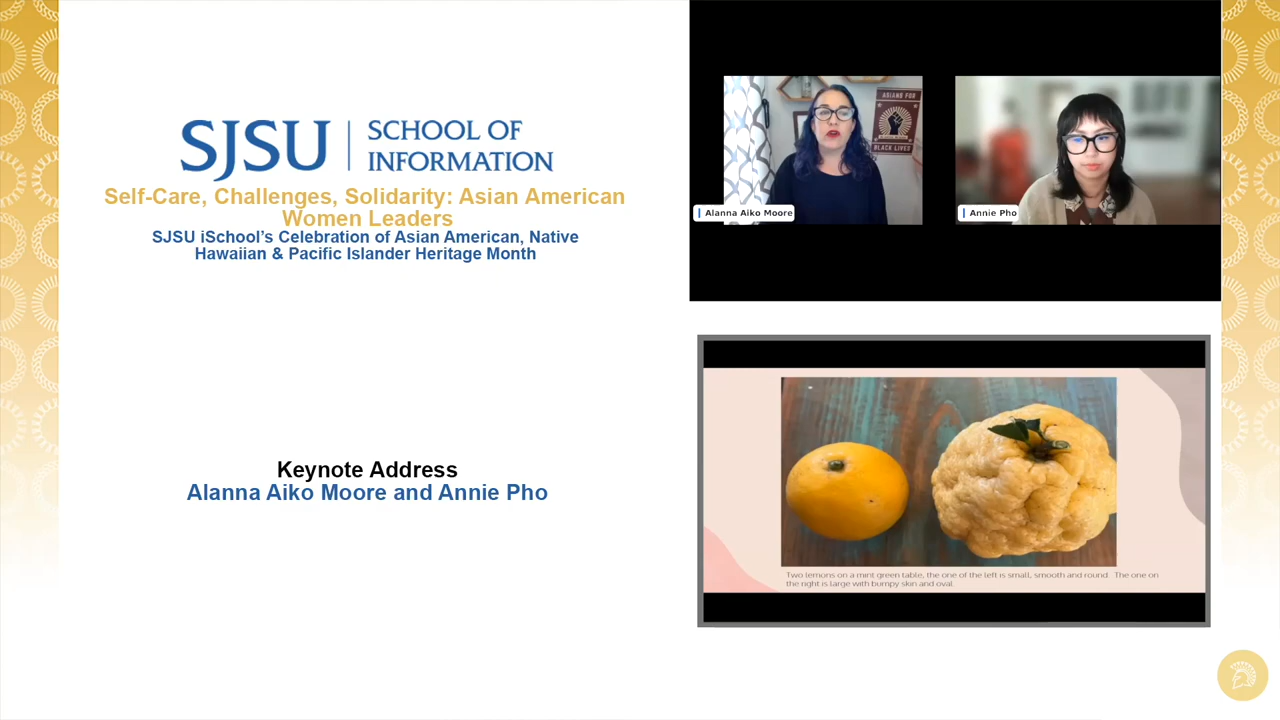 SJSU
SCHOOL OF
INFORMATION
Self-Care, Challenges, Solidarity: Asian American
Women Leaders
SJSU iSchool’s Celebration of Asian American, Native
Hawaiian & Pacific Islander Heritage Month
Keynote Address
Alanna Aiko Moore and Annie Pho
ASIANS FOR
BLACK LIVES
Alanna Aiko Moore
Annie Pho
Two lemons on a mint green table, the one of the left is small, smooth and round. The one on
the right is large with bumpy skin and oval.